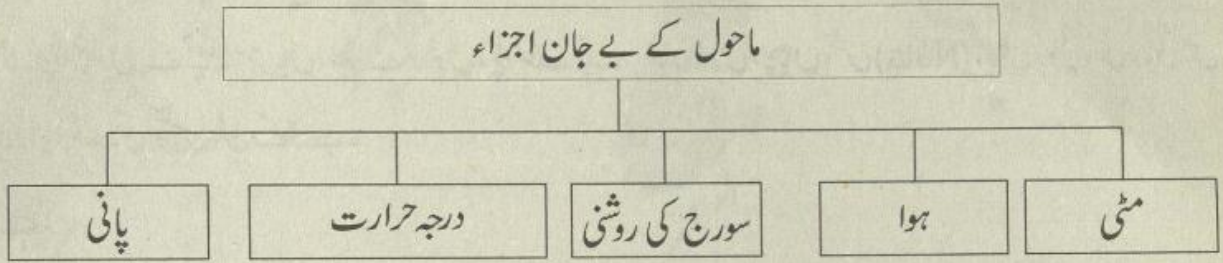 ماحول کے بے جان اجزاء
مٹی
ہوا
سورج کی روشنی
درجہ حرارت
پانی